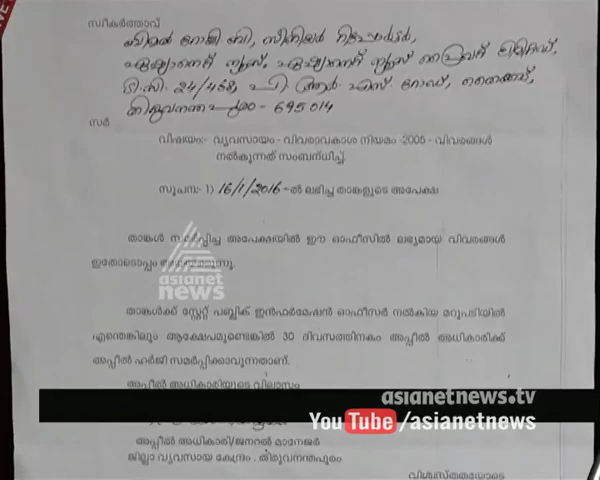 സ്വീകർത്താവ്
ബിമൽ റോജി ബി, സീനിയർ റിപ്പോർട്ടർ,
ഏഷ്യാനെറ്റ് ന്യൂസ്, ഏഷ്യാനെറ്റ് ന്യൂസ് പ്രൈവറ്റ് ലിമിറ്റഡ്,
ടി.സി. 24/458, പി. ആർ. എസ് റോഡ്, തൈക്കാട്,
തിരുവനന്തപുരം - 695014
സർ
വിഷയം:- വ്യവസായം - വിവരാവകാശ നിയമം 2005 - വിവരങ്ങൾ
നൽകുന്നത് സംബന്ധിച്ച്.
സൂചന:- 1) 16/1/2016 -ൽ ലഭിച്ച താങ്കളുടെ അപേക്ഷ
താങ്കൾ സമർപ്പിച്ച അപേക്ഷയിൽ ഈ ഓഫീസിൽ ലഭ്യമായ വിവരങ്ങൾ
ഇതോടൊപ്പം
asianet
news
താങ്കൾക്ക് സ്റ്റേറ്റ് പബ്ലിക് ഇൻഫർമേഷൻ ഓഫീസർ നൽകിയ മറുപടിയിൽ
എന്തെങ്കിലും ആക്ഷേപമുണ്ടെങ്കിൽ 30 ദിവസത്തിനകം അപ്പീൽ അധികാരിക്ക്
അപ്പീൽ ഹർജി സമർപ്പിക്കാവുന്നതാണ്.
അപ്പീൽ അധികാരിയുടെ വിലാസം
asianetnews.tv
YouTube/asianetnews
അപ്പീൽ അധികാരി/ജനറൽ മാനേജർ
ജില്ലാ വ്യവസായ കേന്ദ്രം . തിരുവനന്തപുരം
വിശ്വസ്തതയോടെ